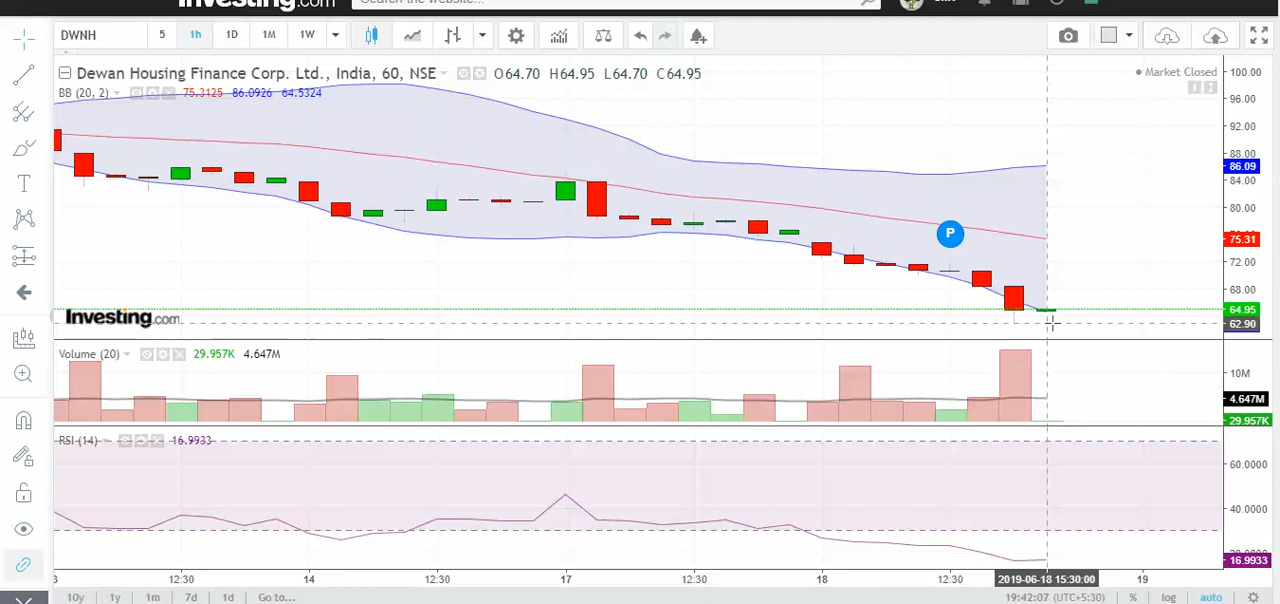 Investing.com
DWNH 5 1h 1D 1M 1W
Dewan Housing Finance Corp. Ltd., India, 60, NSE O64.70 H64.95 L64.70 C64.95
Market Closed
BB (20, 2) 75.3125 86.0926 64.5324
100.00
96.00
92.00
88.00
86.09
84.00
80.00
P
75.31
72.00
68.00
64.95
62.90
Investing.com
Volume (20) 29.957K 4.647M
10M
4.647M
29.957K
RSI (14) 16.9933
60.0000
40.0000
16.9933
12:30 14 12:30 17 12:30 18 12:30 2019-06-18 15:30:00 19
10y 1y 1m 7d 1d Go to... 19:42:07 (UTC+5:30) % log auto